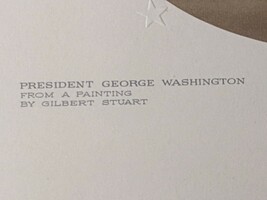 PRESIDENT GEORGE WASHINGTON
FROM A PAINTING
BY GILBERT STUART